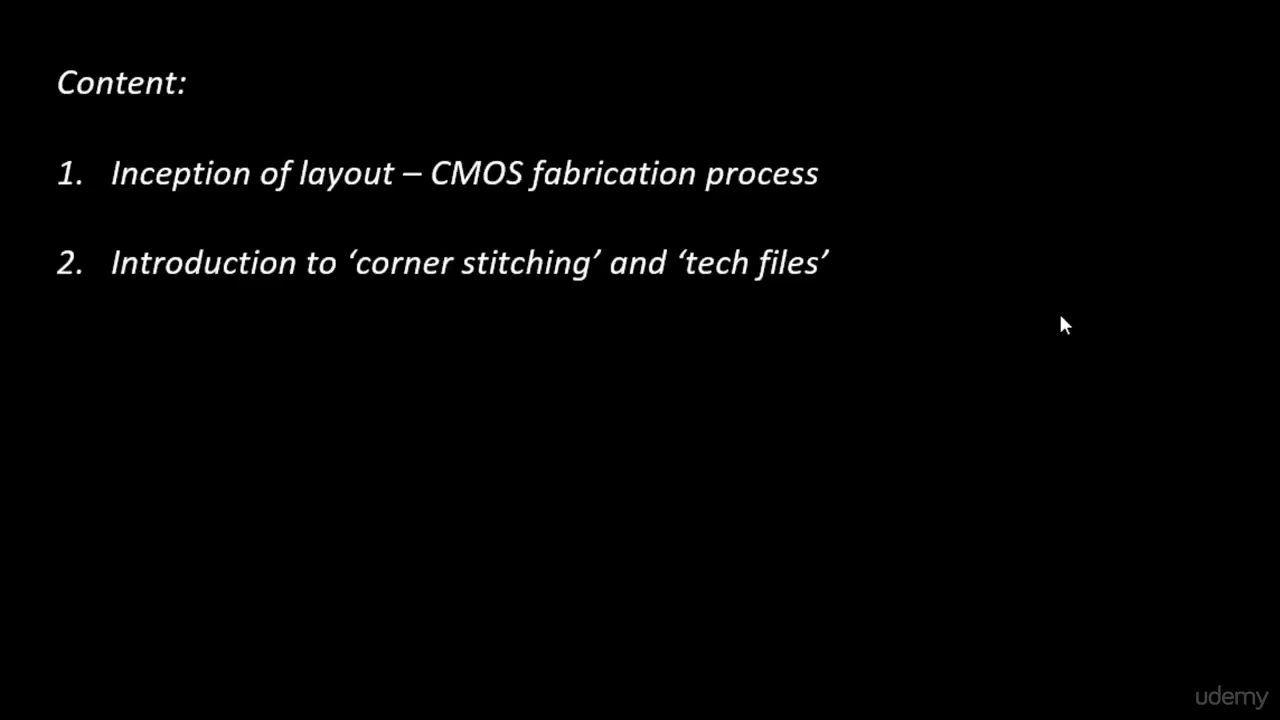 Content:
1. Inception of layout – CMOS fabrication process
2. Introduction to ‘corner stitching’ and ‘tech files’
udemy